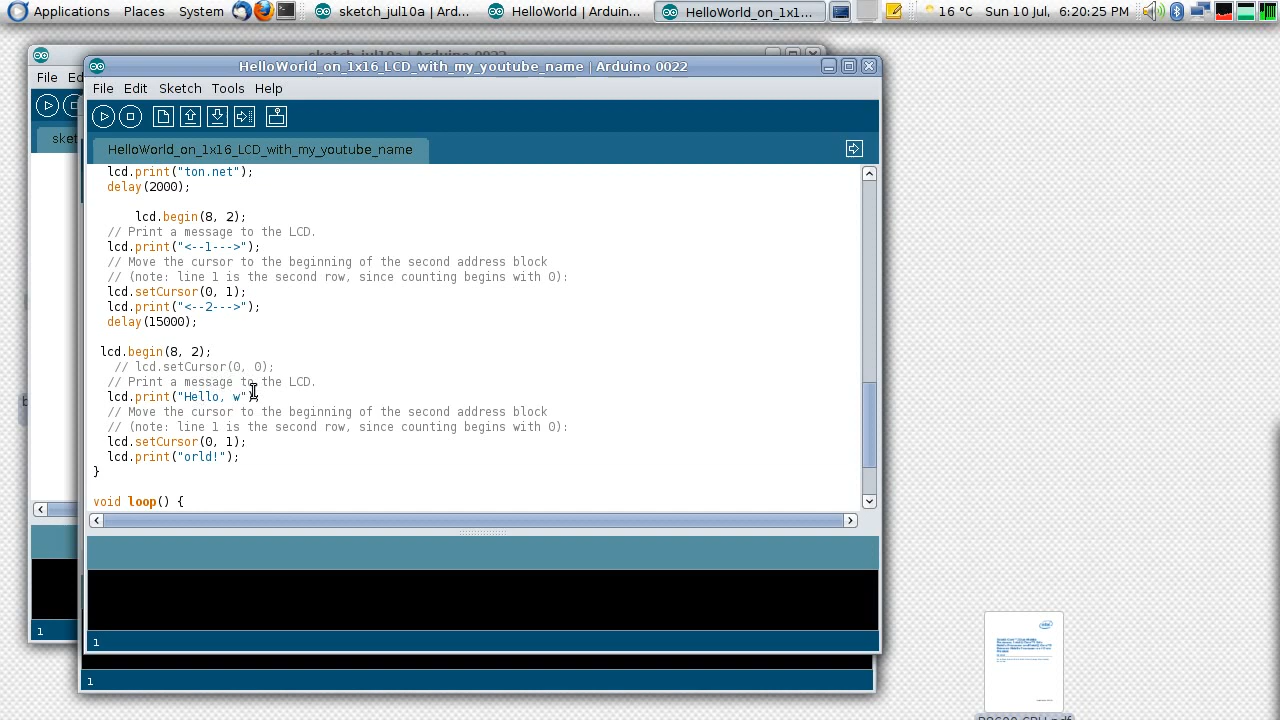 Applications Places System sketch_jul10a | Ard... HelloWorld | Arduin... HelloWorld_on_1x1... 16 °C Sun 10 Jul, 6:20:25 PM
sketch_jul10a | Arduino 0022
File Ed
HelloWorld_on_1x16_LCD_with_my_youtube_name | Arduino 0022
File Edit Sketch Tools Help
sket
HelloWorld_on_1x16_LCD_with_my_youtube_name
lcd.print("ton.net");
delay(2000);
lcd.begin(8, 2);
// Print a message to the LCD.
lcd.print("<--1--->");
// Move the cursor to the beginning of the second address block
// (note: line 1 is the second row, since counting begins with 0):
lcd.setCursor(0, 1);
lcd.print("<--2--->");
delay(15000);
lcd.begin(8, 2);
// lcd.setCursor(0, 0);
// Print a message to the LCD.
lcd.print("Hello, w");
// Move the cursor to the beginning of the second address block
// (note: line 1 is the second row, since counting begins with 0):
lcd.setCursor(0, 1);
lcd.print("orld!");
}
void loop() {
1
1
1